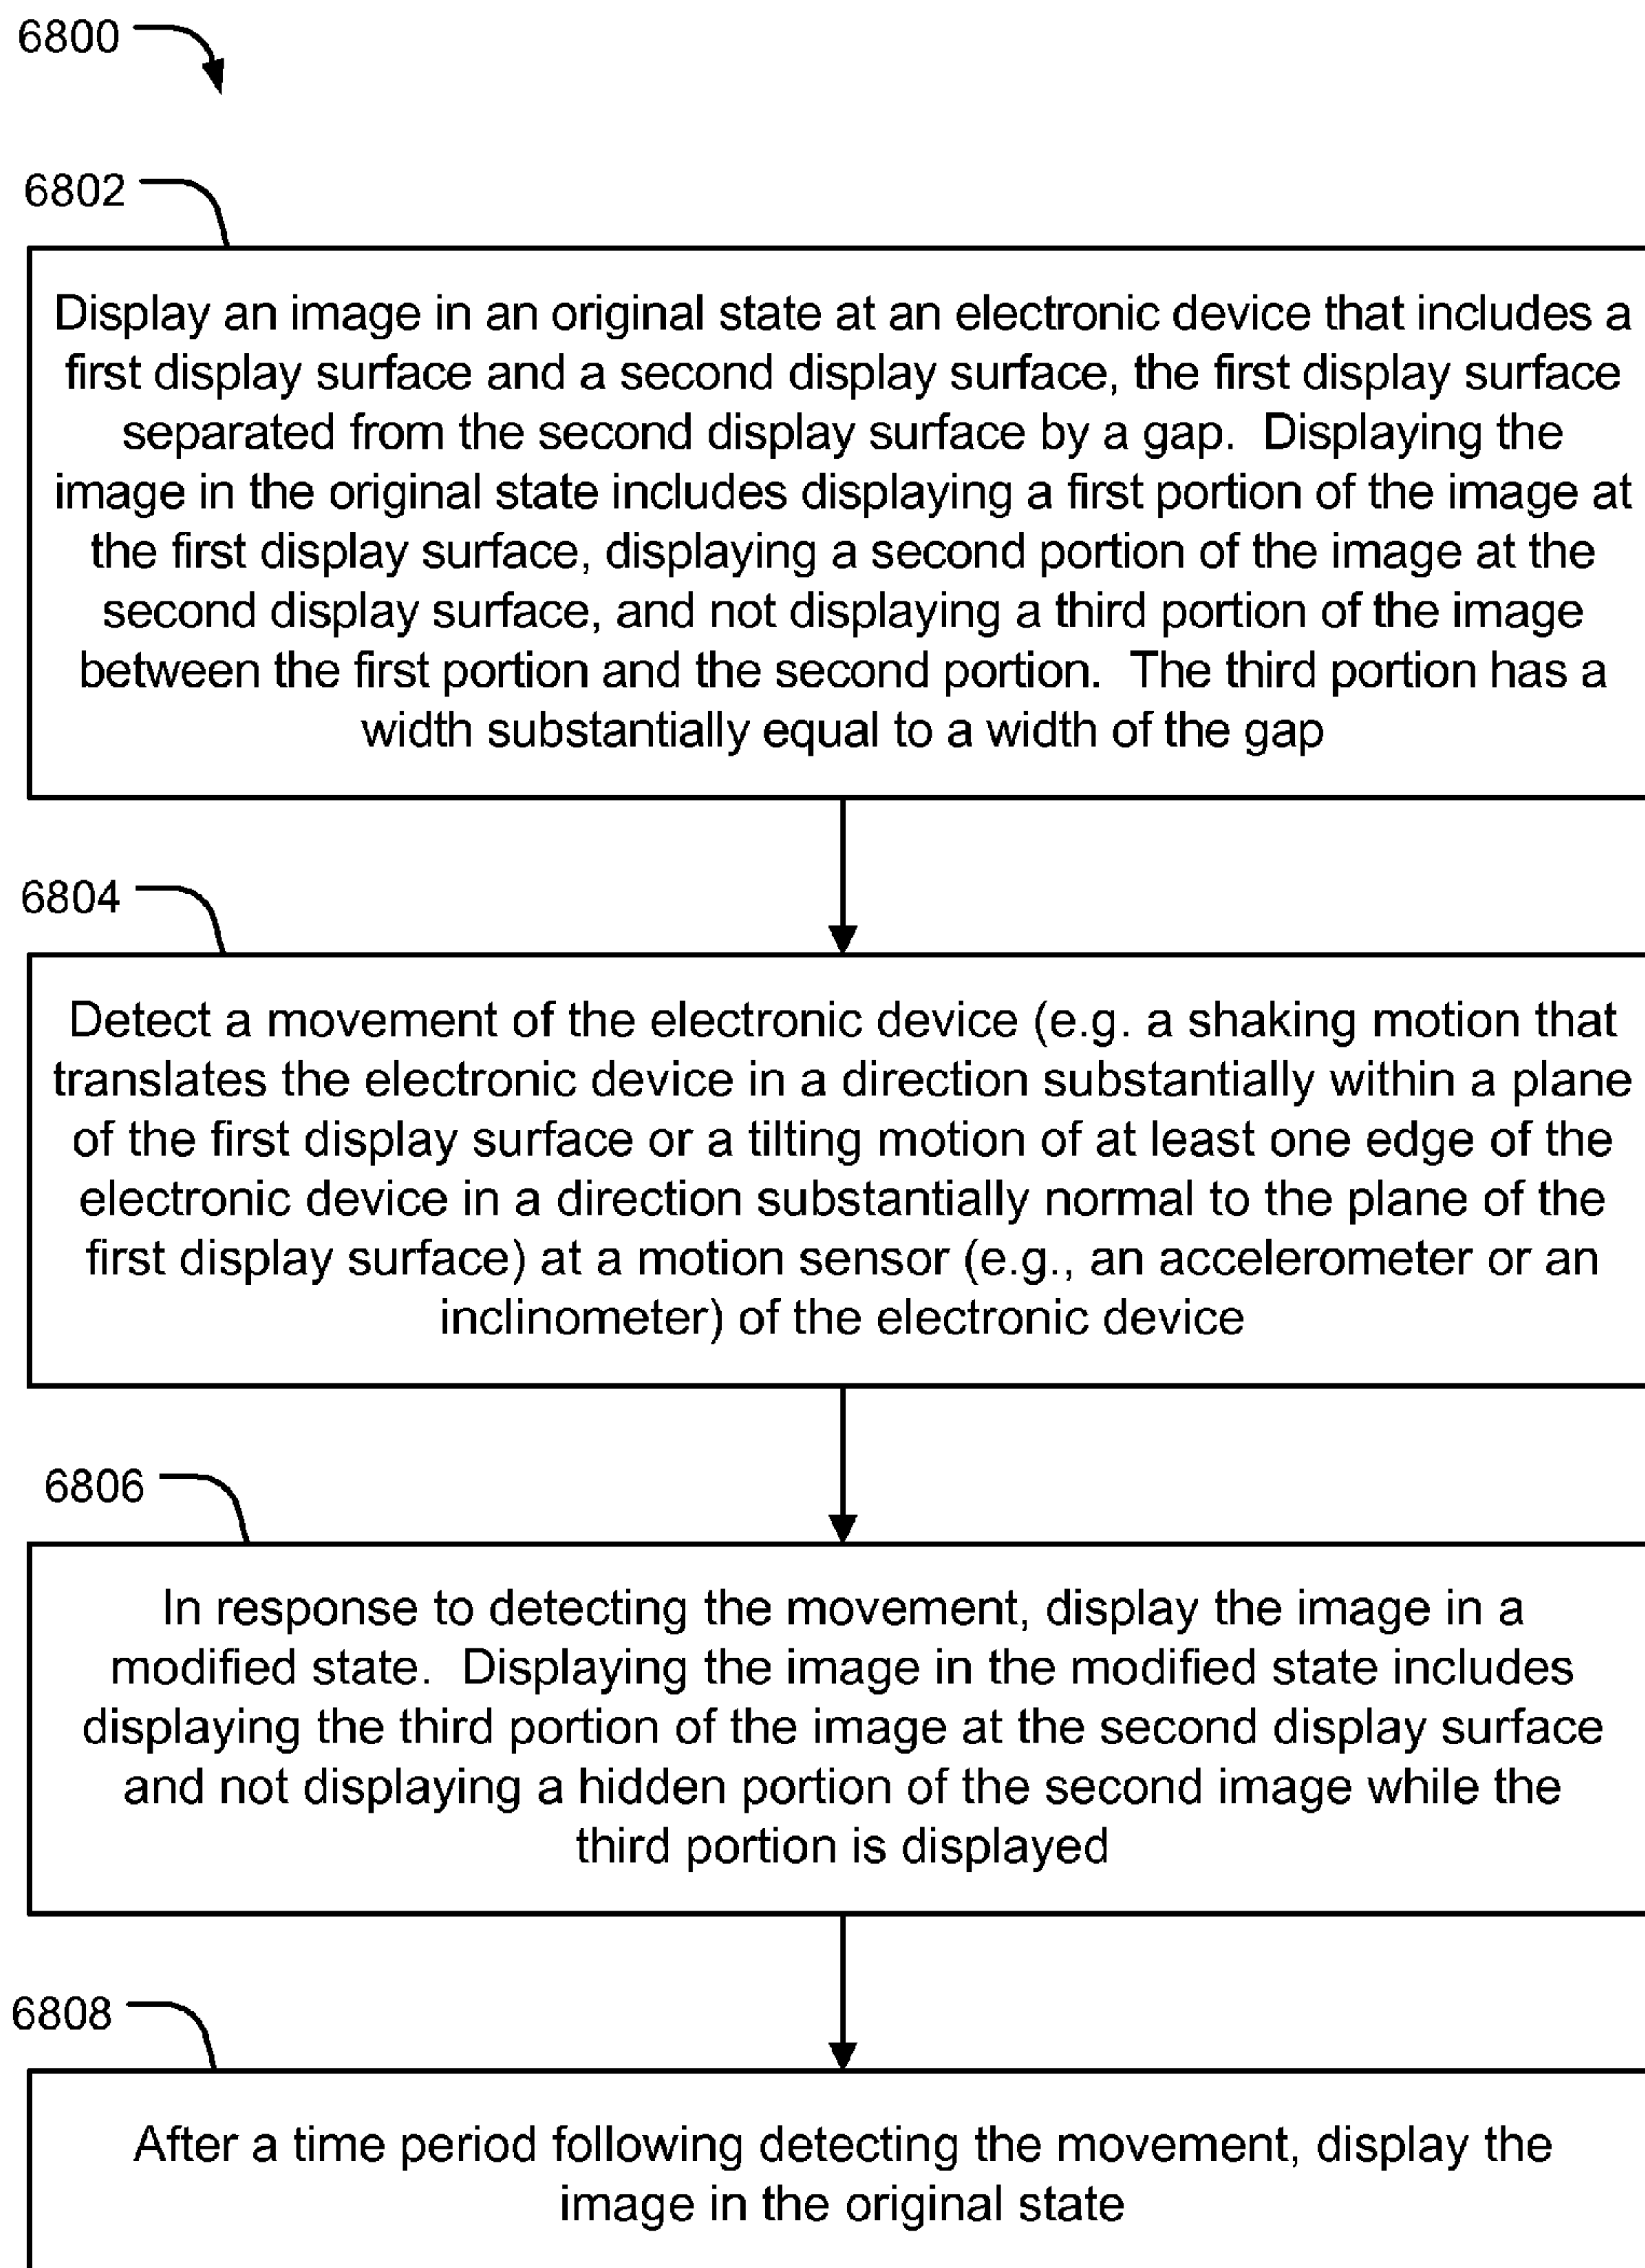 6800
6802
Display an image in an original state at an electronic device that includes a
first display surface and a second display surface, the first display surface
separated from the second display surface by a gap.  Displaying the
image in the original state includes displaying a first portion of the image at
the first display surface, displaying a second portion of the image at the
second display surface, and not displaying a third portion of the image
between the first portion and the second portion.  The third portion has a
width substantially equal to a width of the gap
6804
Detect a movement of the electronic device (e.g. a shaking motion that
translates the electronic device in a direction substantially within a plane
of the first display surface or a tilting motion of at least one edge of the
electronic device in a direction substantially normal to the plane of the
first display surface) at a motion sensor (e.g., an accelerometer or an
inclinometer) of the electronic device
6806
In response to detecting the movement, display the image in a
modified state.  Displaying the image in the modified state includes
displaying the third portion of the image at the second display surface
and not displaying a hidden portion of the second image while the
third portion is displayed
6808
After a time period following detecting the movement, display the
image in the original state